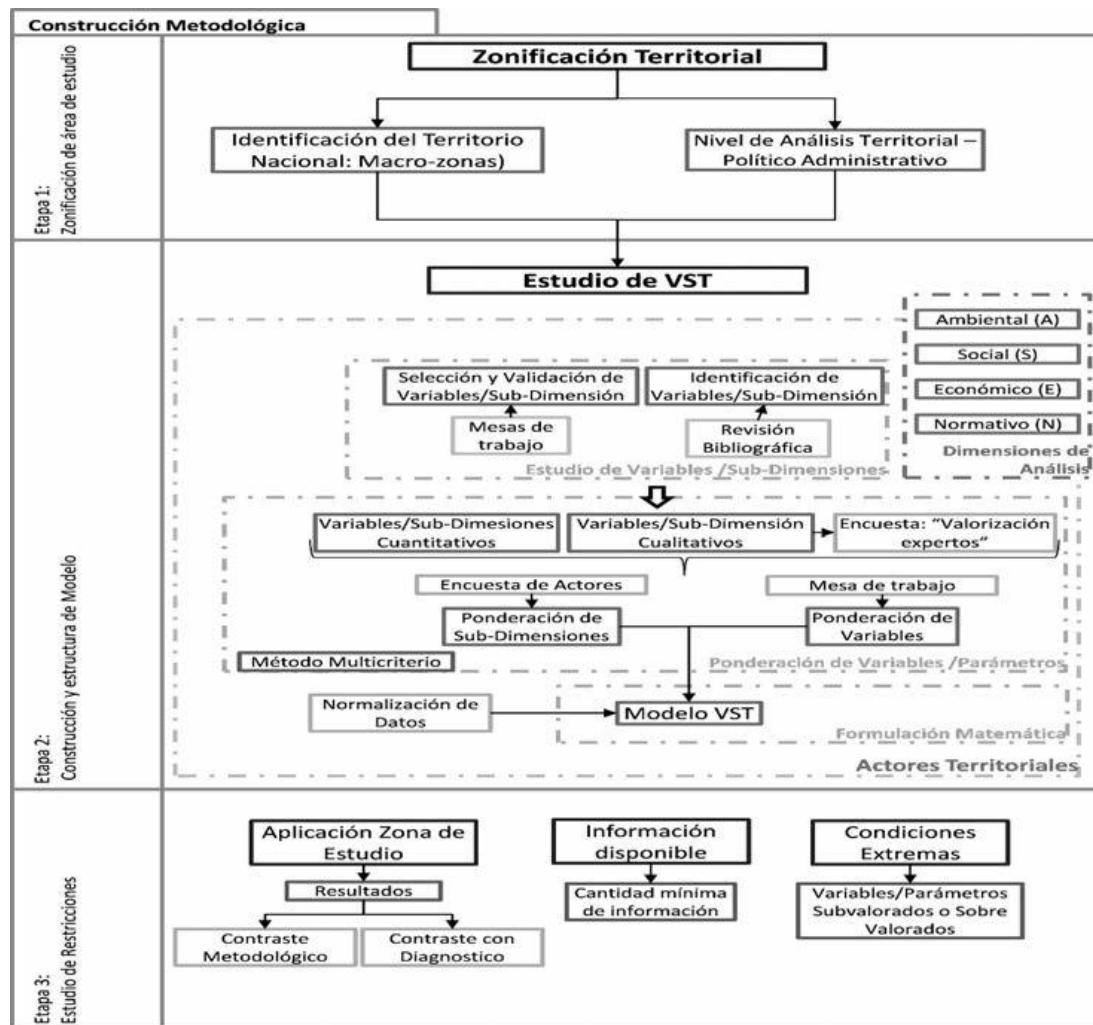 Construcción Metodológica
Etapa 1:
Zonificación de área de estudio
Zonificación Territorial
Identificación del Territorio
Nacional: Macro-zonas)
Nivel de Análisis Territorial –
Político Administrativo
Etapa 2:
Construcción y estructura de Modelo
Estudio de VST
Ambiental (A)
Social (S)
Económico (E)
Normativo (N)
Dimensiones de
Análisis
Selección y Validación de
Variables/Sub-Dimensión
Identificación de
Variables/Sub-Dimensión
Mesas de
trabajo
Revisión
Bibliográfica
Estudio de Variables /Sub-Dimensiones
Variables/Sub-Dimesiones
Cuantitativos
Variables/Sub-Dimensión
Cualitativos
Encuesta: “Valorización
expertos”
Encuesta de Actores
Mesa de trabajo
Ponderación de
Sub-Dimensiones
Ponderación de
Variables
Método Multicriterio
Ponderación de Variables /Parámetros
Normalización de
Datos
Modelo VST
Formulación Matemática
Actores Territoriales
Etapa 3:
Estudio de Restricciones
Aplicación Zona de
Estudio
Resultados
Contraste
Metodológico
Contraste con
Diagnostico
Información
disponible
Cantidad mínima
de información
Condiciones
Extremas
Variables/Parámetros
Subvalorados o Sobre
Valorados